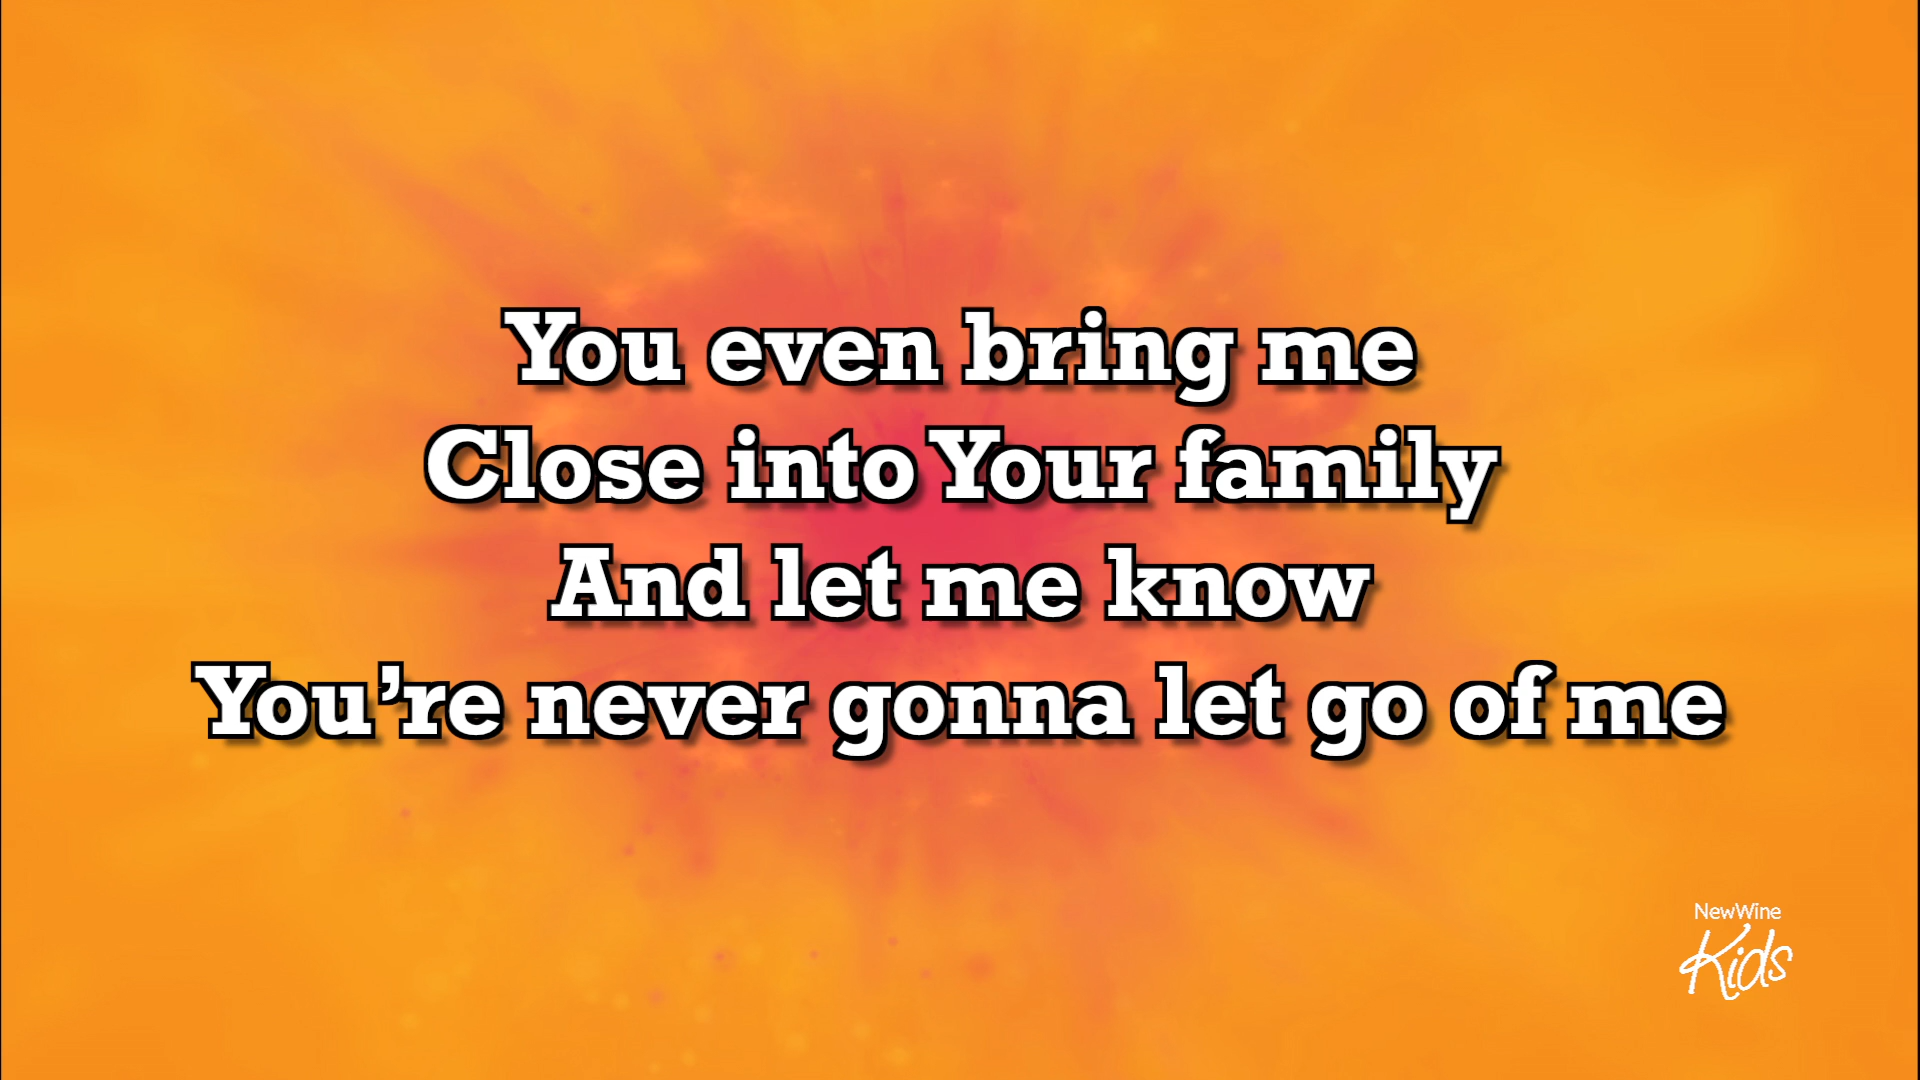 You even bring me
Close into Your family
And let me know
You’re never gonna let go of me
NewWine
Kids